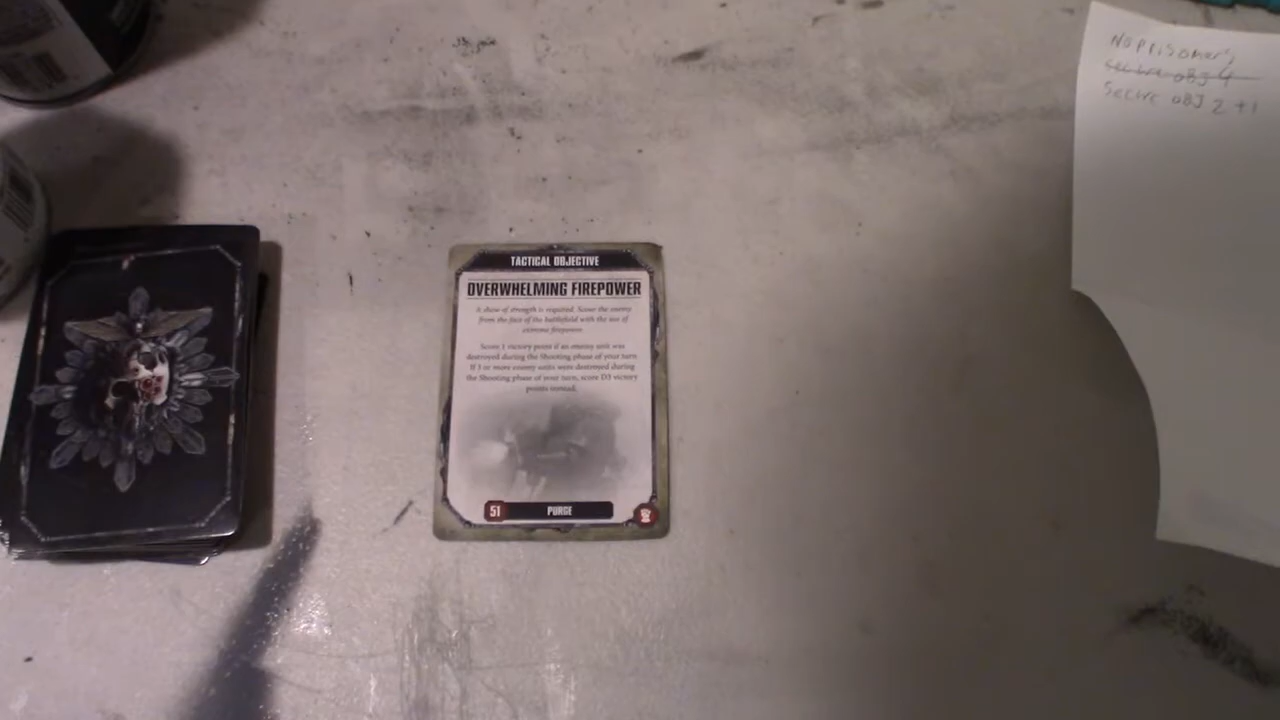 TACTICAL OBJECTIVE
OVERWHELMING FIREPOWER
A show of strength is required. Scour the enemy
from the face of the battlefield with the use of
extreme firepower.
Score 1 victory point if an enemy unit was
destroyed during the Shooting phase of your turn.
If 3 or more enemy units were destroyed during
the Shooting phase of your turn, score D3 victory
points instead.
51 PURGE
No prisoners
secure obj 4
Secure obj 2 +1